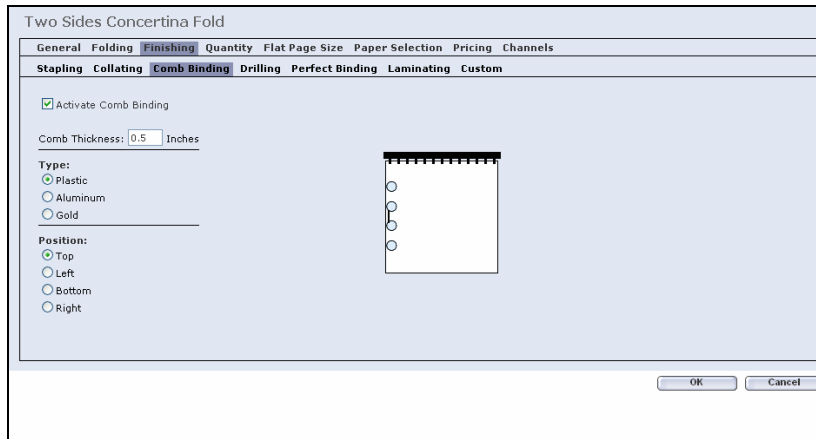 Two Sides Concertina Fold
General Folding Finishing Quantity Flat Page Size Paper Selection Pricing Channels
Stapling Collating Comb Binding Drilling Perfect Binding Laminating Custom
Activate Comb Binding
Comb Thickness: 0.5 Inches
Type:
Plastic
Aluminum
Gold
Position:
Top
Left
Bottom
Right
OK Cancel